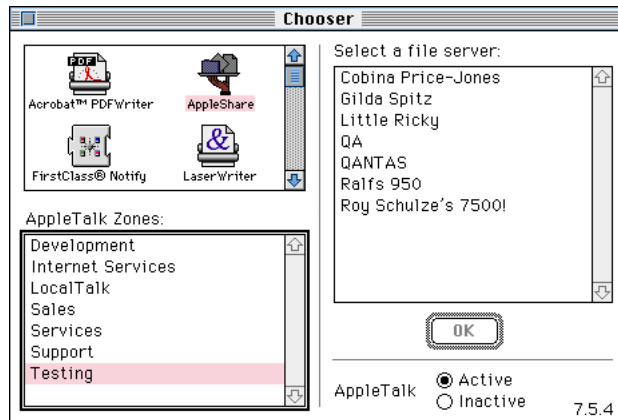 Chooser
PDF
Acrobat™ PDFWriter
AppleShare
&
FirstClass® Notify
LaserWriter
AppleTalk Zones:
Development
Internet Services
LocalTalk
Sales
Services
Support
Testing
Select a file server:
Cobina Price-Jones
Gilda Spitz
Little Ricky
QA
QANTAS
Ralfs 950
Roy Schulze's 7500!
OK
AppleTalk
Active
Inactive
7.5.4